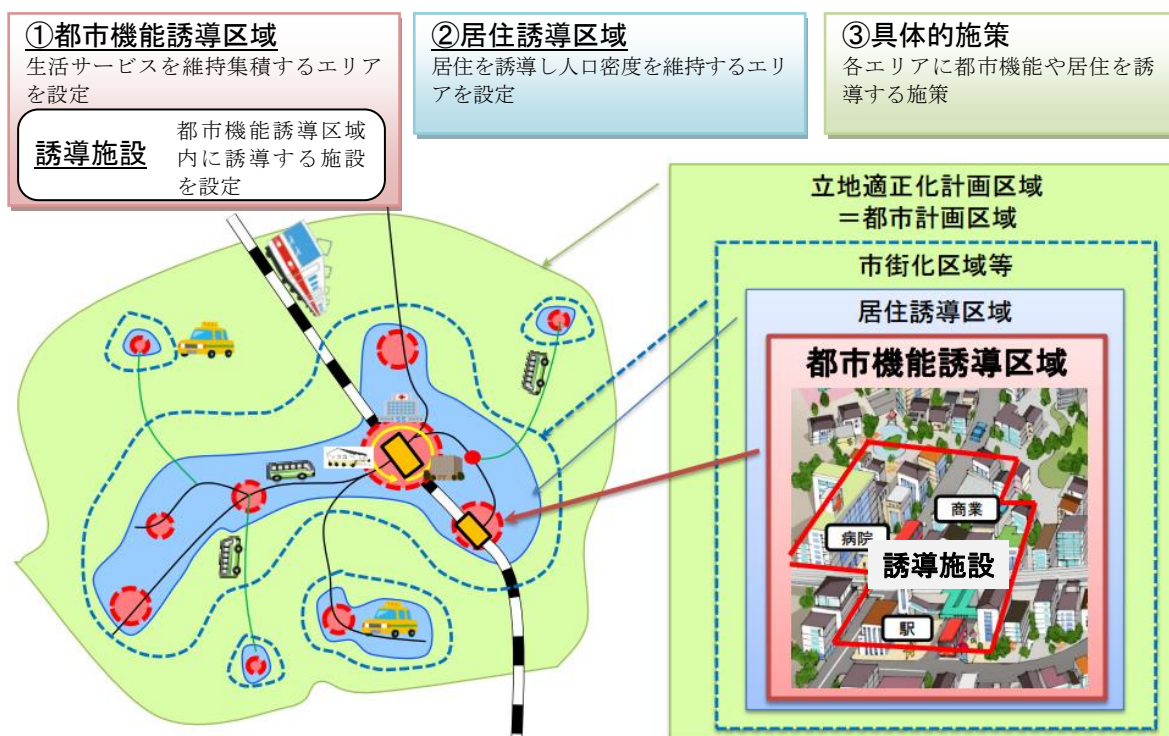 ①都市機能誘導区域
生活サービスを維持集積するエリア
を設定
誘導施設
都市機能誘導区域
内に誘導する施設
を設定
②居住誘導区域
居住を誘導し人口密度を維持するエリ
アを設定
③具体的施策
各エリアに都市機能や居住を誘
導する施策
立地適正化計画区域
＝都市計画区域
市街化区域等
居住誘導区域
都市機能誘導区域
商業
病院
誘導施設
駅